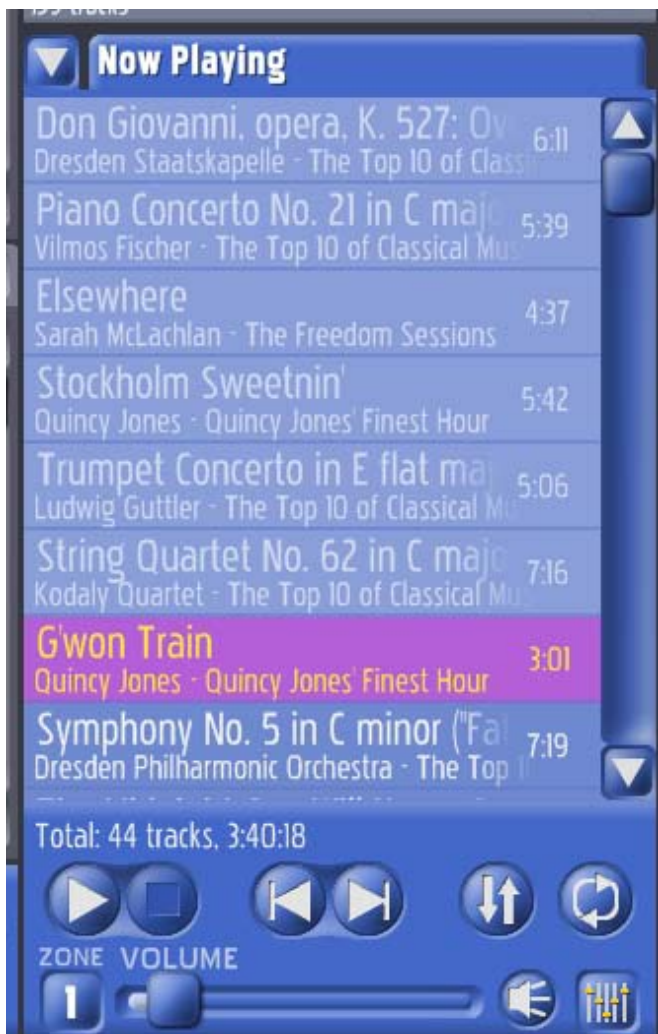 Now Playing
Don Giovanni, opera, K. 527: Ov
6:11
Dresden Staatskapelle - The Top 10 of Class
Piano Concerto No. 21 in C majo
5:39
Vilmos Fischer - The Top 10 of Classical Mus
Elsewhere
4:37
Sarah McLachlan - The Freedom Sessions
Stockholm Sweetnin'
5:42
Quincy Jones - Quincy Jones' Finest Hour
Trumpet Concerto in E flat maj
5:06
Ludwig Guttler - The Top 10 of Classical Mu
String Quartet No. 62 in C majo
7:16
Kodaly Quartet - The Top 10 of Classical Mu
G'won Train
3:01
Quincy Jones - Quincy Jones' Finest Hour
Symphony No. 5 in C minor ("Fat
7:19
Dresden Philharmonic Orchestra - The Top 1
Total: 44 tracks, 3:40:18
ZONE VOLUME
1